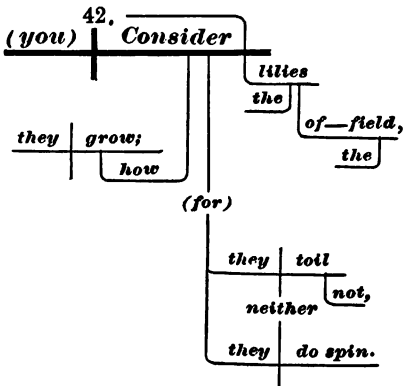 42.
(you) Consider
lilies
the
of—field,
the
they grow;
how
(for)
they toil
not,
neither
they do spin.